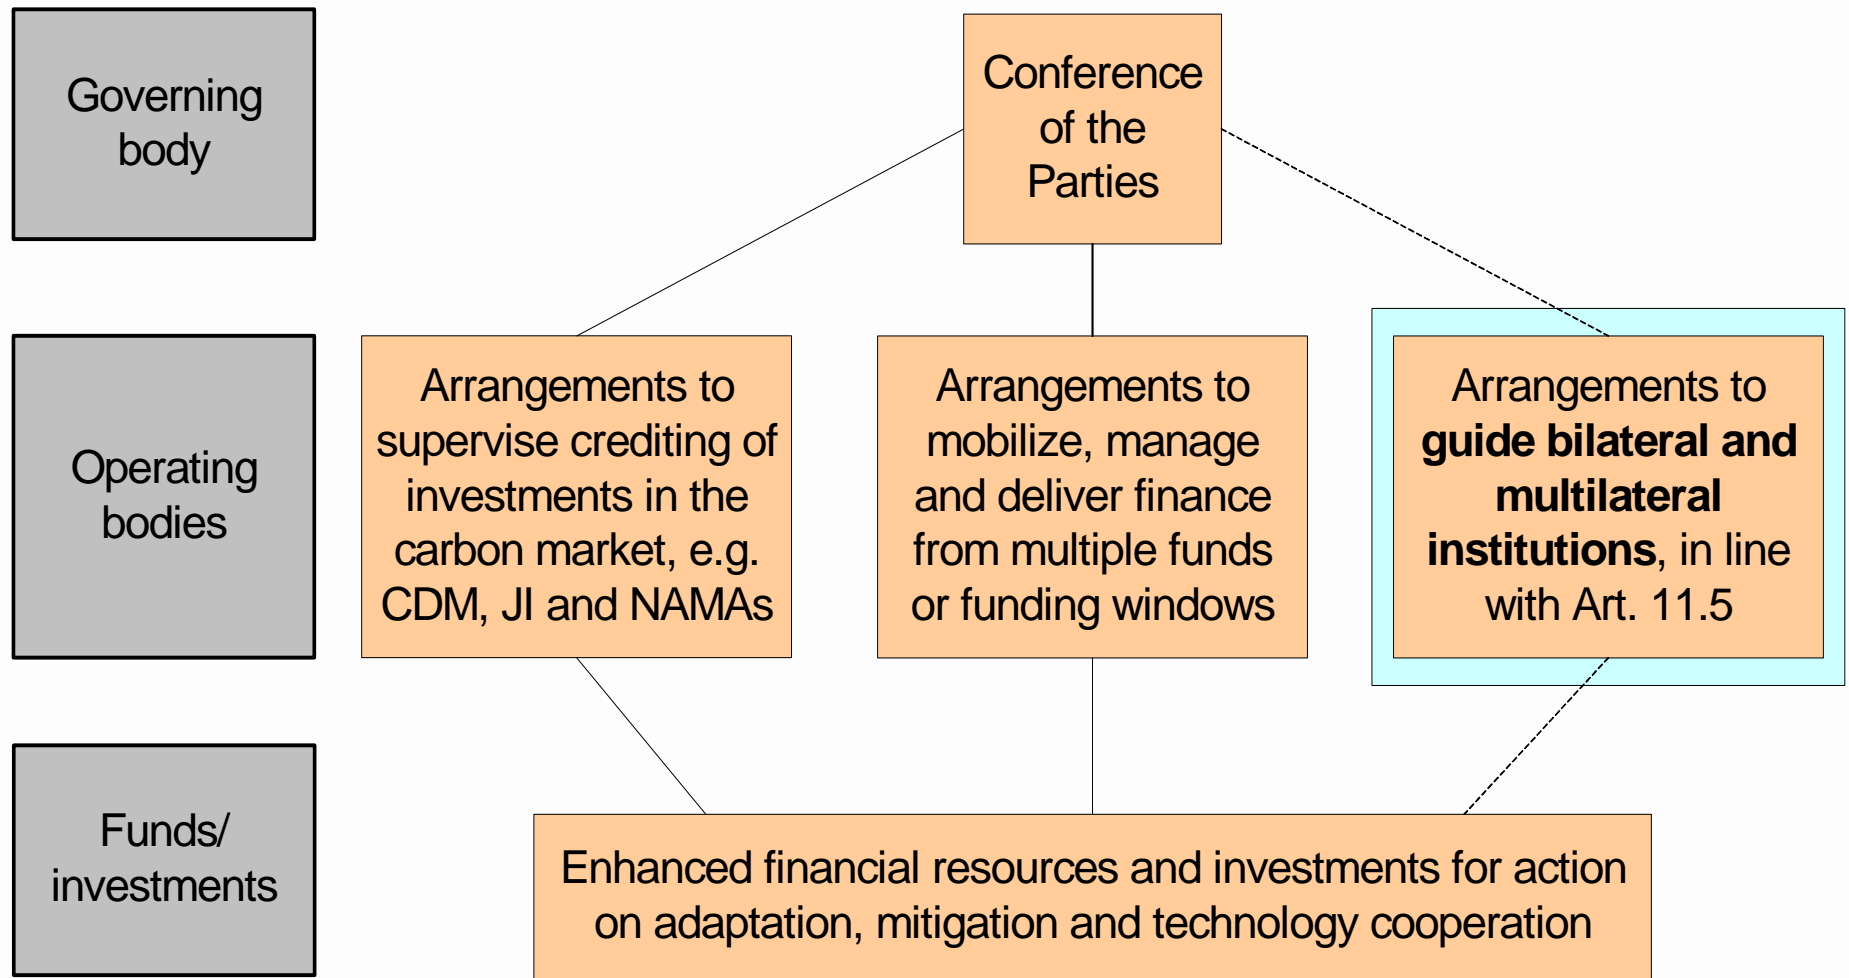 Governing
body
Conference
of the
Parties
Operating
bodies
Arrangements to
supervise crediting of
investments in the
carbon market, e.g.
CDM, JI and NAMAs
Arrangements to
mobilize, manage
and deliver finance
from multiple funds
or funding windows
Arrangements to
guide bilateral and
multilateral
institutions, in line
with Art. 11.5
Funds/
investments
Enhanced financial resources and investments for action
on adaptation, mitigation and technology cooperation